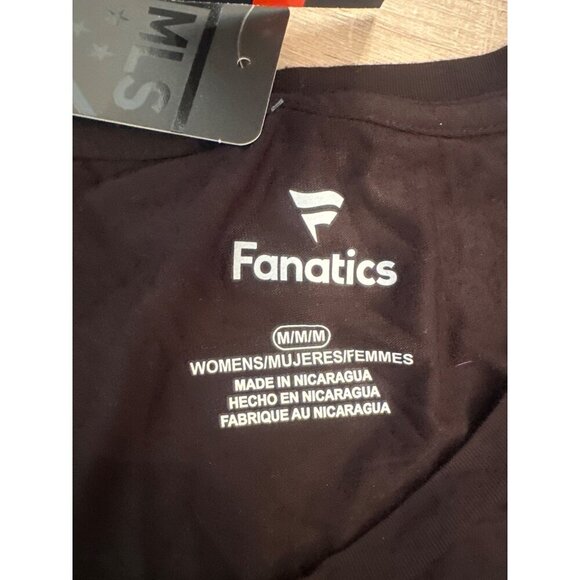 MLS
Fanatics
M/M/M
WOMENS/MUJERES/FEMMES
MADE IN NICARAGUA
HECHO EN NICARAGUA
FABRIQUE AU NICARAGUA